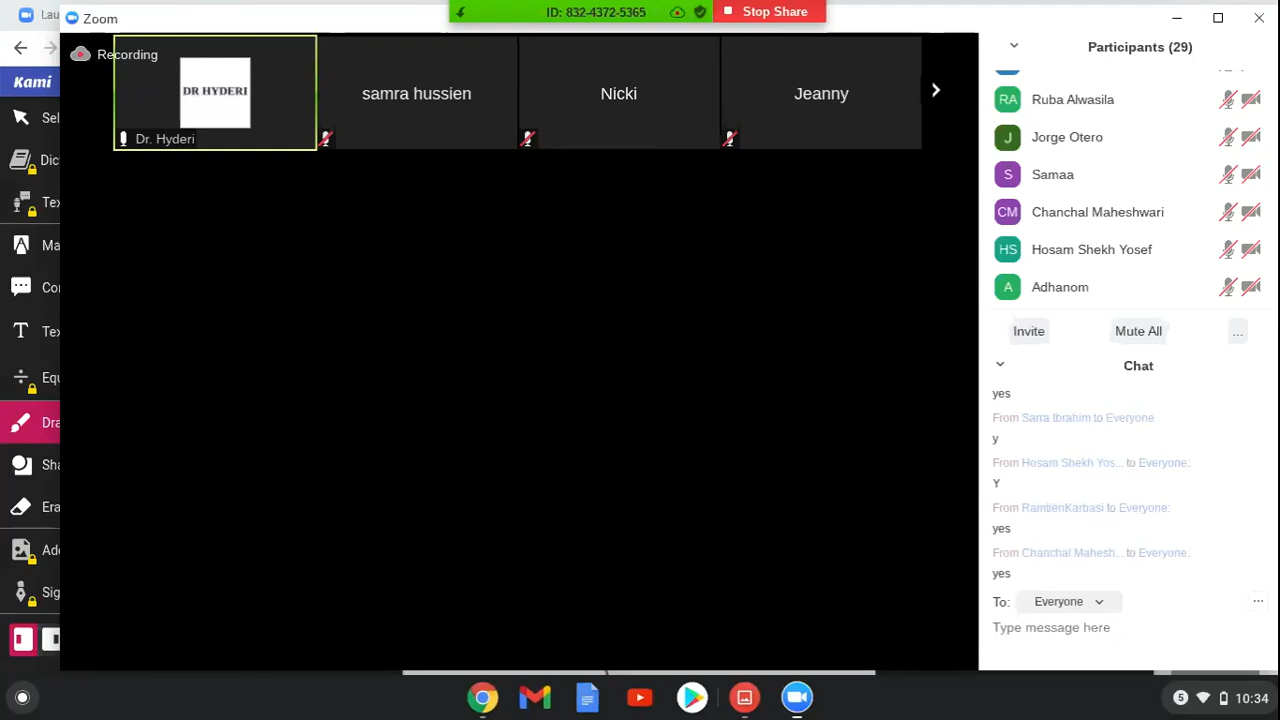 Lau
Zoom
ID: 832-4372-5365
Stop Share
Kami
Sel
Dict
Tex
Ma
Co
Tex
Equ
Dra
Sha
Era
Add
Sig
Recording
DR HYDERI
Dr. Hyderi
samra hussien
Nicki
Jeanny
Participants (29)
RA Ruba Alwasila
J Jorge Otero
S Samaa
CM Chanchal Maheshwari
HS Hosam Shekh Yosef
A Adhanom
Invite Mute All ...
Chat
yes
From Sarra Ibrahim to Everyone
y
From Hosam Shekh Yos... to Everyone:
Y
From RamtienKarbasi to Everyone:
yes
From Chanchal Mahesh... to Everyone:
yes
To: Everyone ...
Type message here
5 10:34